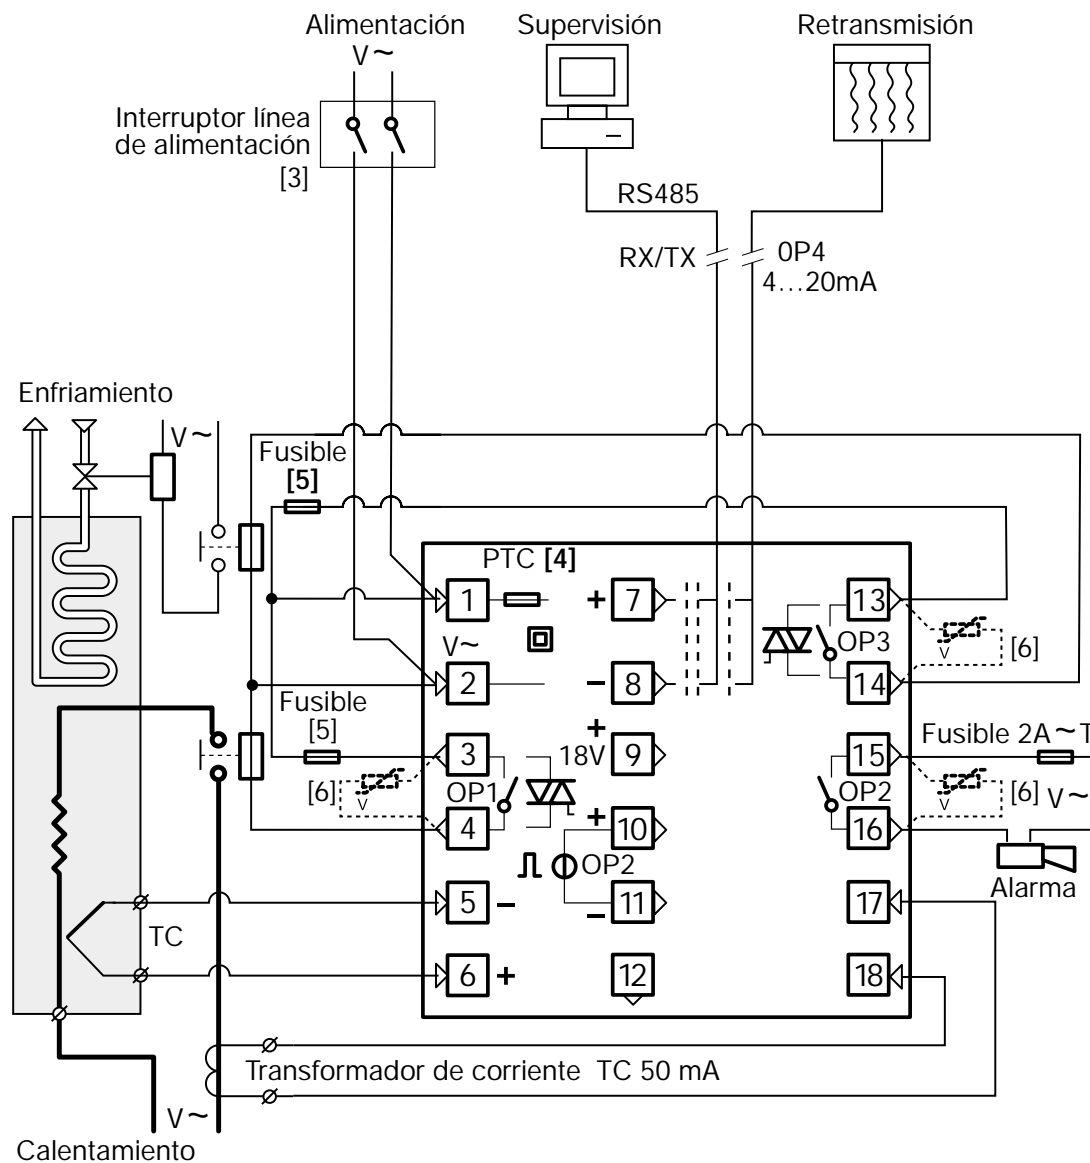 Alimentación
V~
Supervisión
Retransmisión
Interruptor línea
de alimentación
[3]
RS485
RX/TX
0P4
4...20mA
Enfriamiento
V~
Fusible
[5]
PTC [4]
1
+ 7
13
V~
OP3
[6]
2
− 8
14
Fusible
[5]
+
3
18V 9
15
Fusible 2A~T
[6]
V
OP1
OP2
V
[6] V~
4
+ 10
16
OP2
Alarma
5 −
− 11
17
TC
6 +
12
18
Transformador de corriente TC 50 mA
V~
Calentamiento